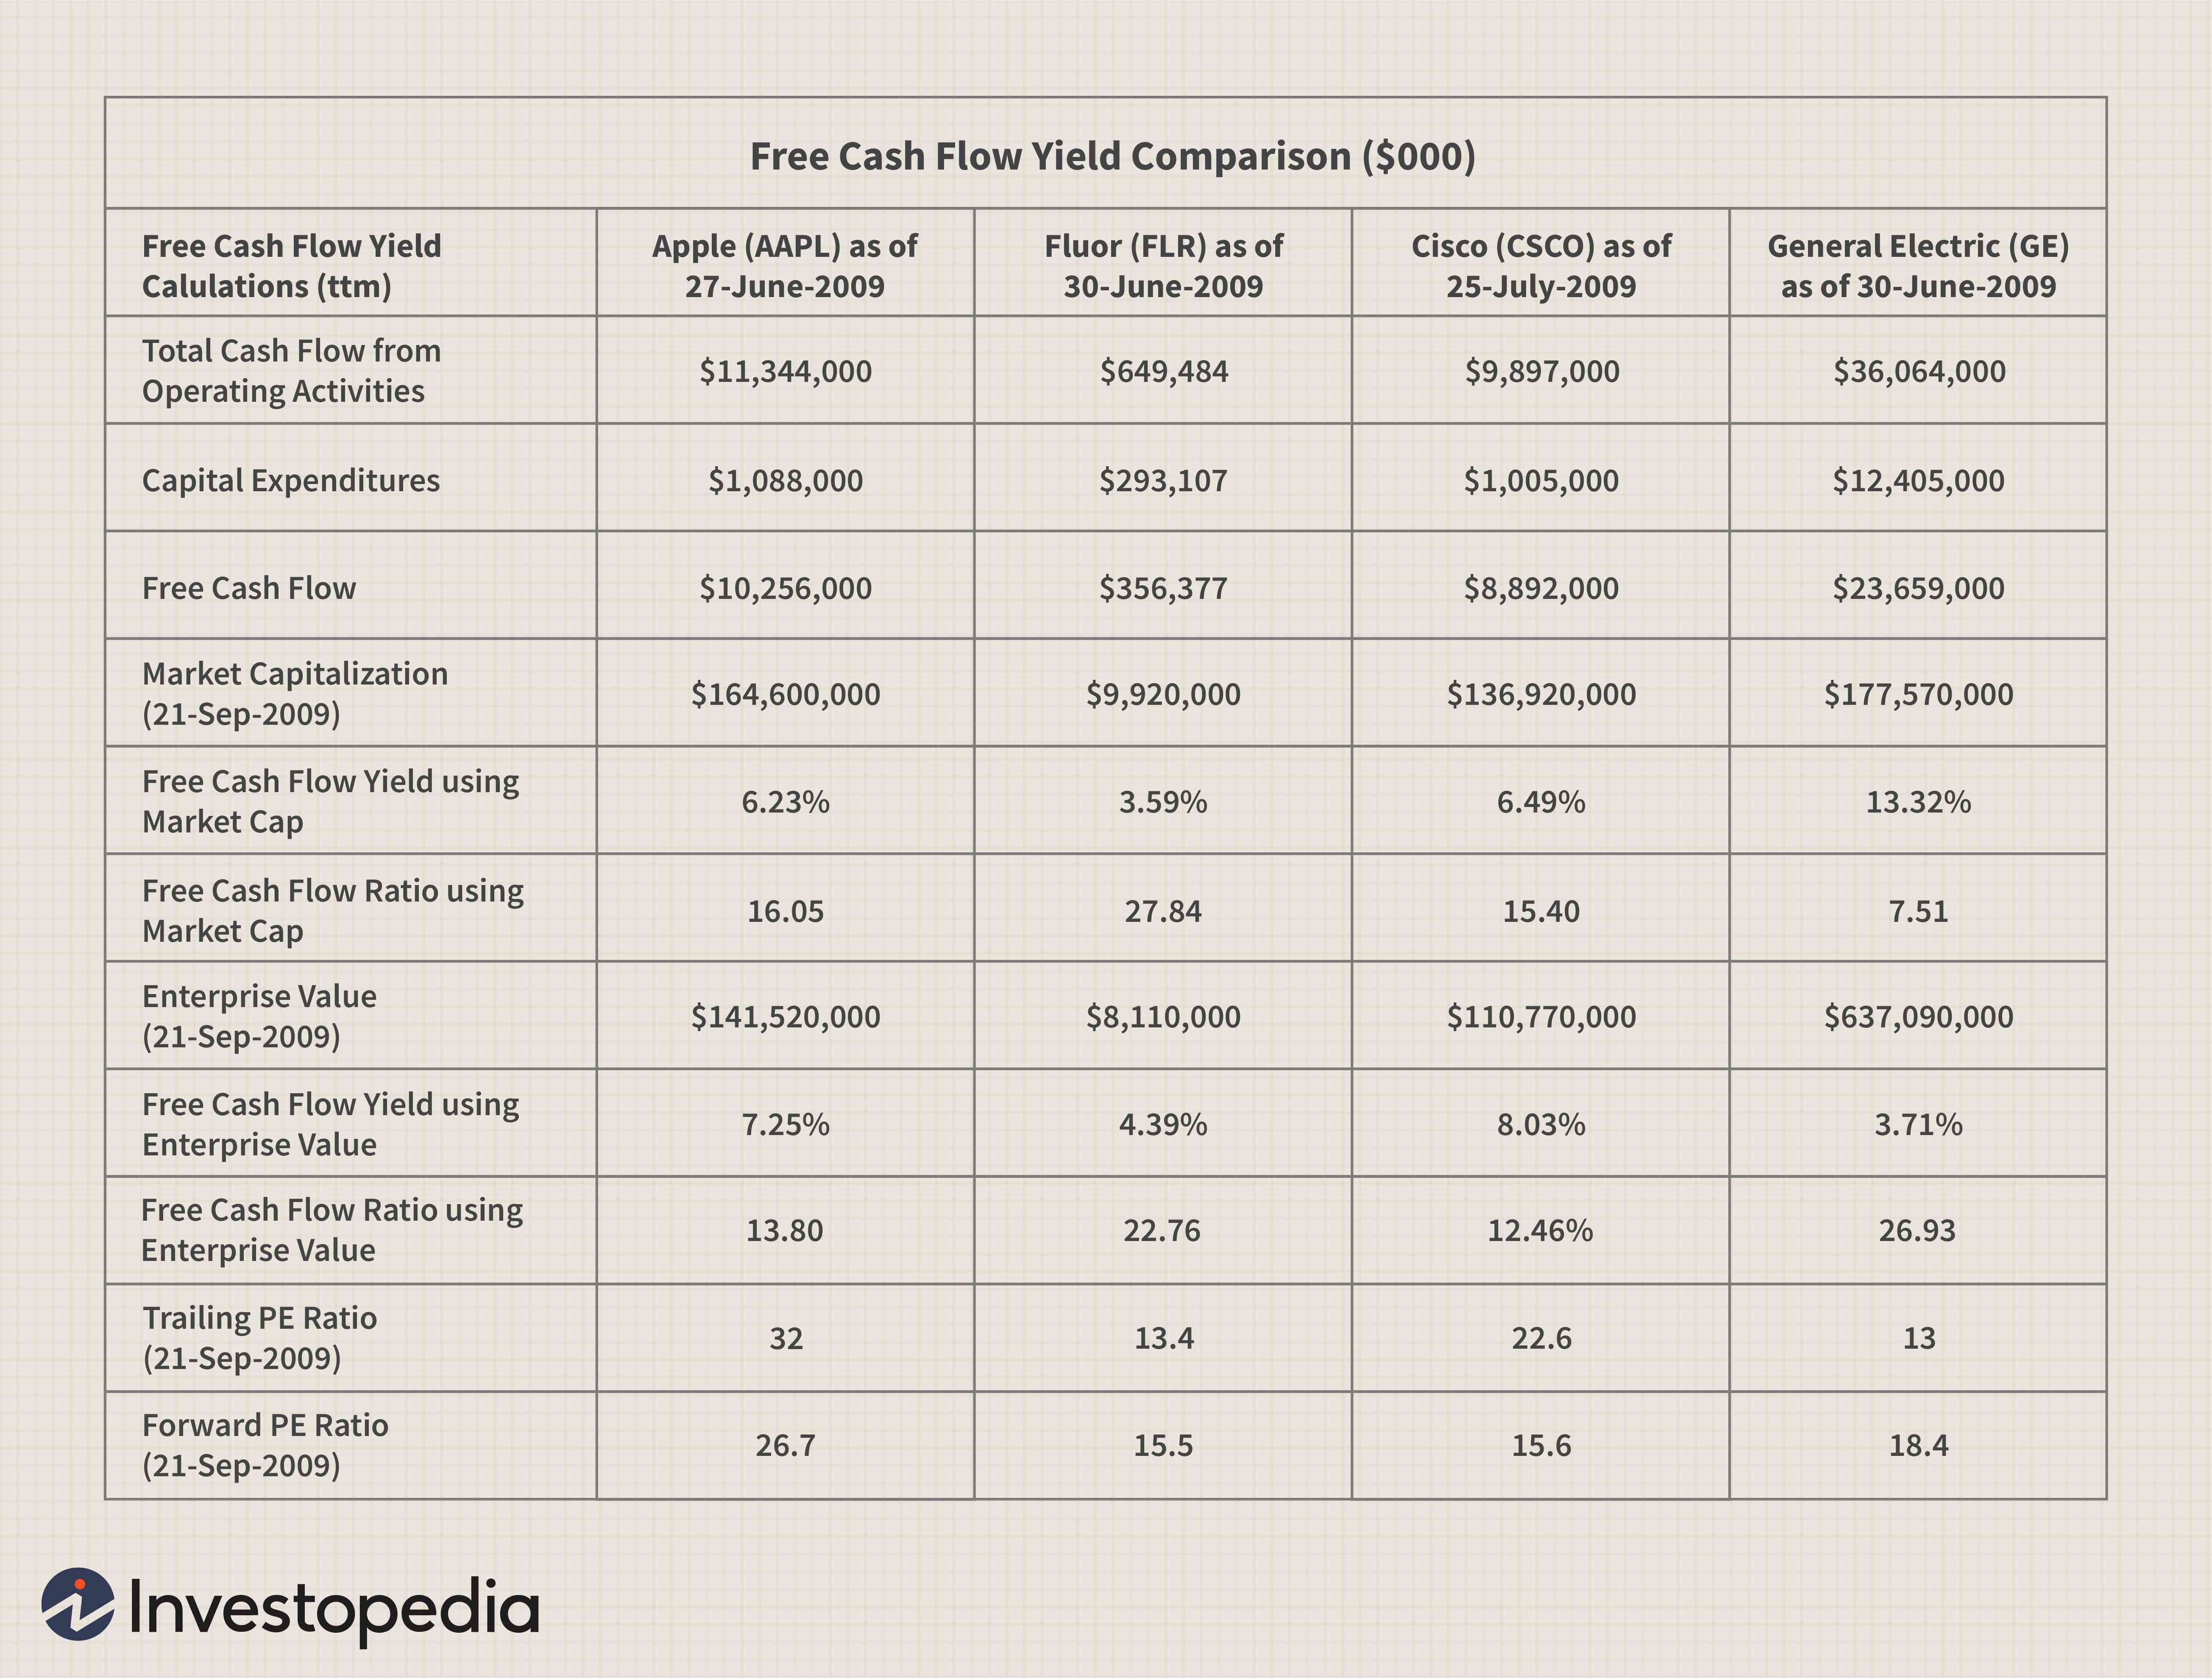 Free Cash Flow Yield Comparison ($000)
Free Cash Flow Yield
Calulations (ttm)
Apple (AAPL) as of
27-June-2009
Fluor (FLR) as of
30-June-2009
Cisco (CSCO) as of
25-July-2009
General Electric (GE)
as of 30-June-2009
Total Cash Flow from
Operating Activities
$11,344,000
$649,484
$9,897,000
$36,064,000
Capital Expenditures
$1,088,000
$293,107
$1,005,000
$12,405,000
Free Cash Flow
$10,256,000
$356,377
$8,892,000
$23,659,000
Market Capitalization
(21-Sep-2009)
$164,600,000
$9,920,000
$136,920,000
$177,570,000
Free Cash Flow Yield using
Market Cap
6.23%
3.59%
6.49%
13.32%
Free Cash Flow Ratio using
Market Cap
16.05
27.84
15.40
7.51
Enterprise Value
(21-Sep-2009)
$141,520,000
$8,110,000
$110,770,000
$637,090,000
Free Cash Flow Yield using
Enterprise Value
7.25%
4.39%
8.03%
3.71%
Free Cash Flow Ratio using
Enterprise Value
13.80
22.76
12.46%
26.93
Trailing PE Ratio
(21-Sep-2009)
32
13.4
22.6
13
Forward PE Ratio
(21-Sep-2009)
26.7
15.5
15.6
18.4
Investopedia